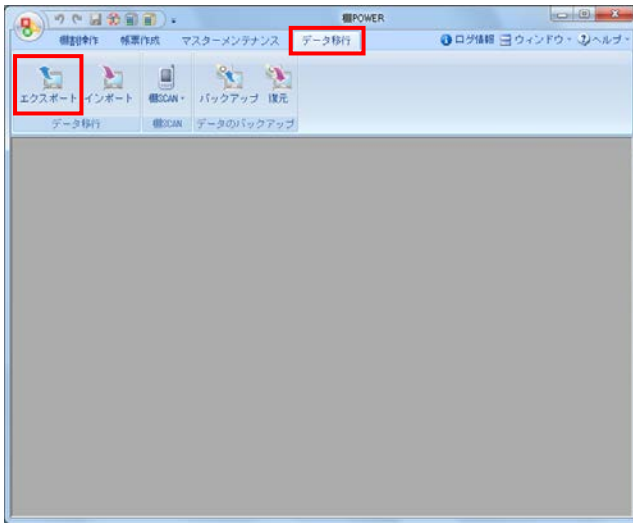 棚POWER
棚割操作 帳票作成 マスターメンテナンス データ移行 ログ情報 ウィンドウ ヘルプ
エクスポート インポート 棚SCAN バックアップ 復元
データ移行 棚SCAN データのバックアップ